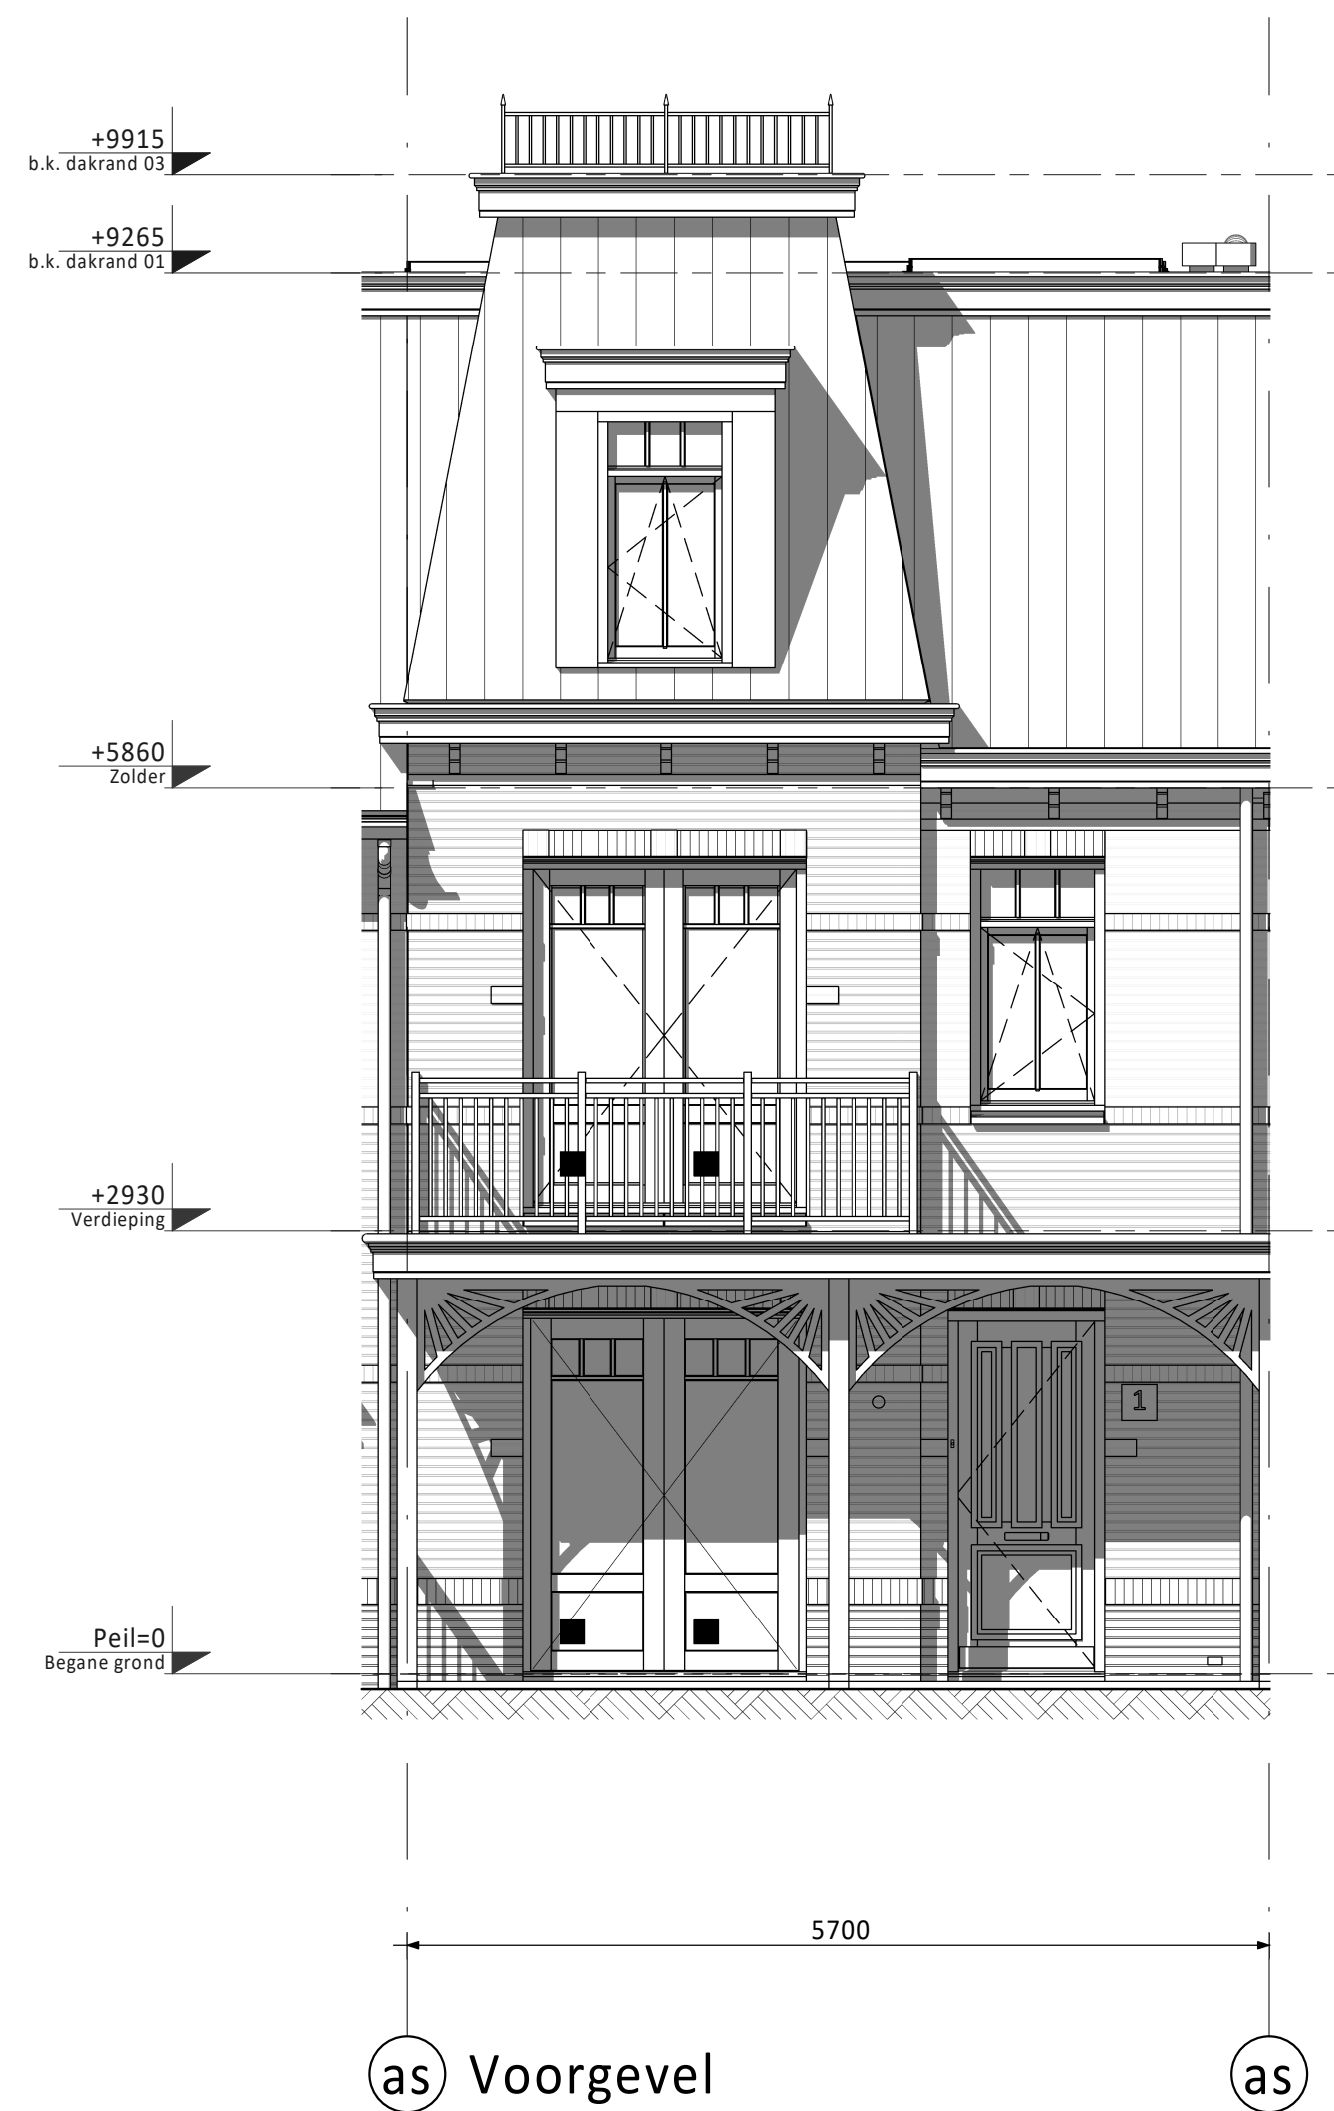 +9915
b.k. dakrand 03
+9265
b.k. dakrand 01
+5860
Zolder
+2930
Verdieping
1
Peil=0
Begane grond
5700
as Voorgevel as